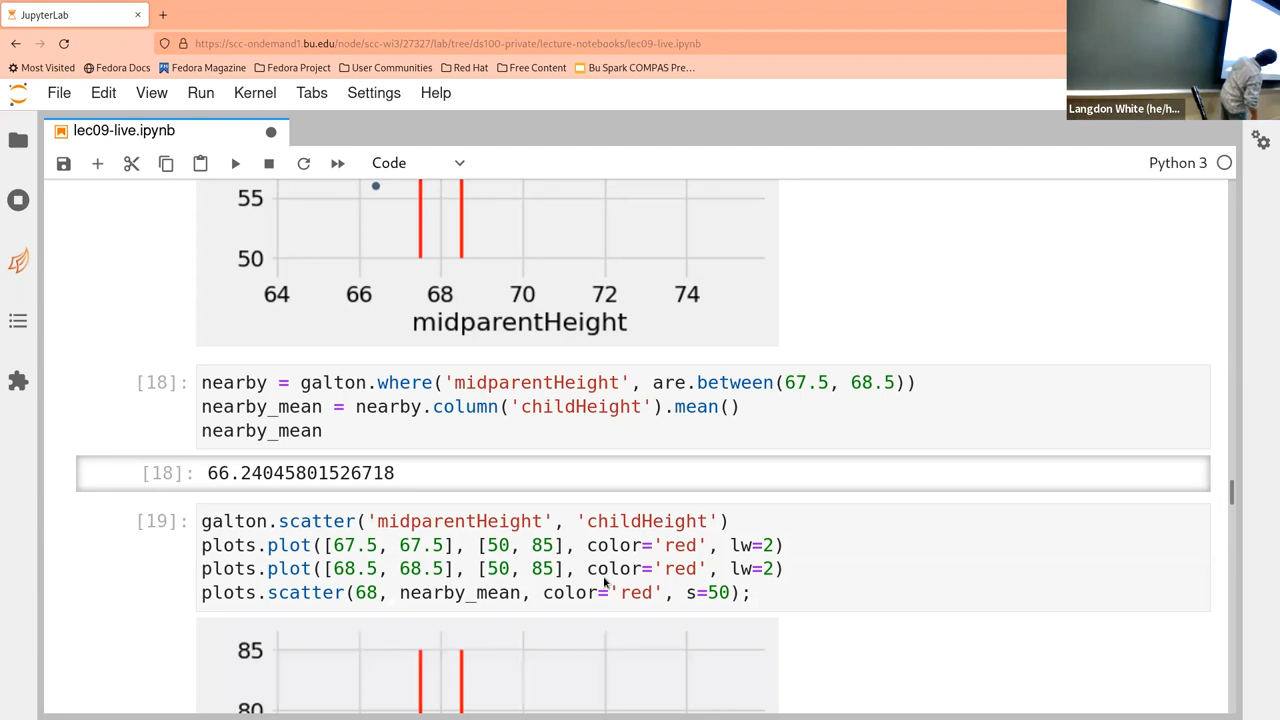 JupyterLab
https://scc-ondemand1.bu.edu/node/scc-wi3/27327/lab/tree/ds100-private/lecture-notebooks/lec09-live.ipynb
Most Visited Fedora Docs Fedora Magazine Fedora Project User Communities Red Hat Free Content Bu Spark COMPAS Pre...
Langdon White (he/h...
File Edit View Run Kernel Tabs Settings Help
lec09-live.ipynb
Code
Python 3
55
50
64 66 68 70 72 74
midparentHeight
[18]: nearby = galton.where('midparentHeight', are.between(67.5, 68.5))
nearby_mean = nearby.column('childHeight').mean()
nearby_mean
[18]: 66.24045801526718
[19]: galton.scatter('midparentHeight', 'childHeight')
plots.plot([67.5, 67.5], [50, 85], color='red', lw=2)
plots.plot([68.5, 68.5], [50, 85], color='red', lw=2)
plots.scatter(68, nearby_mean, color='red', s=50);
85
80